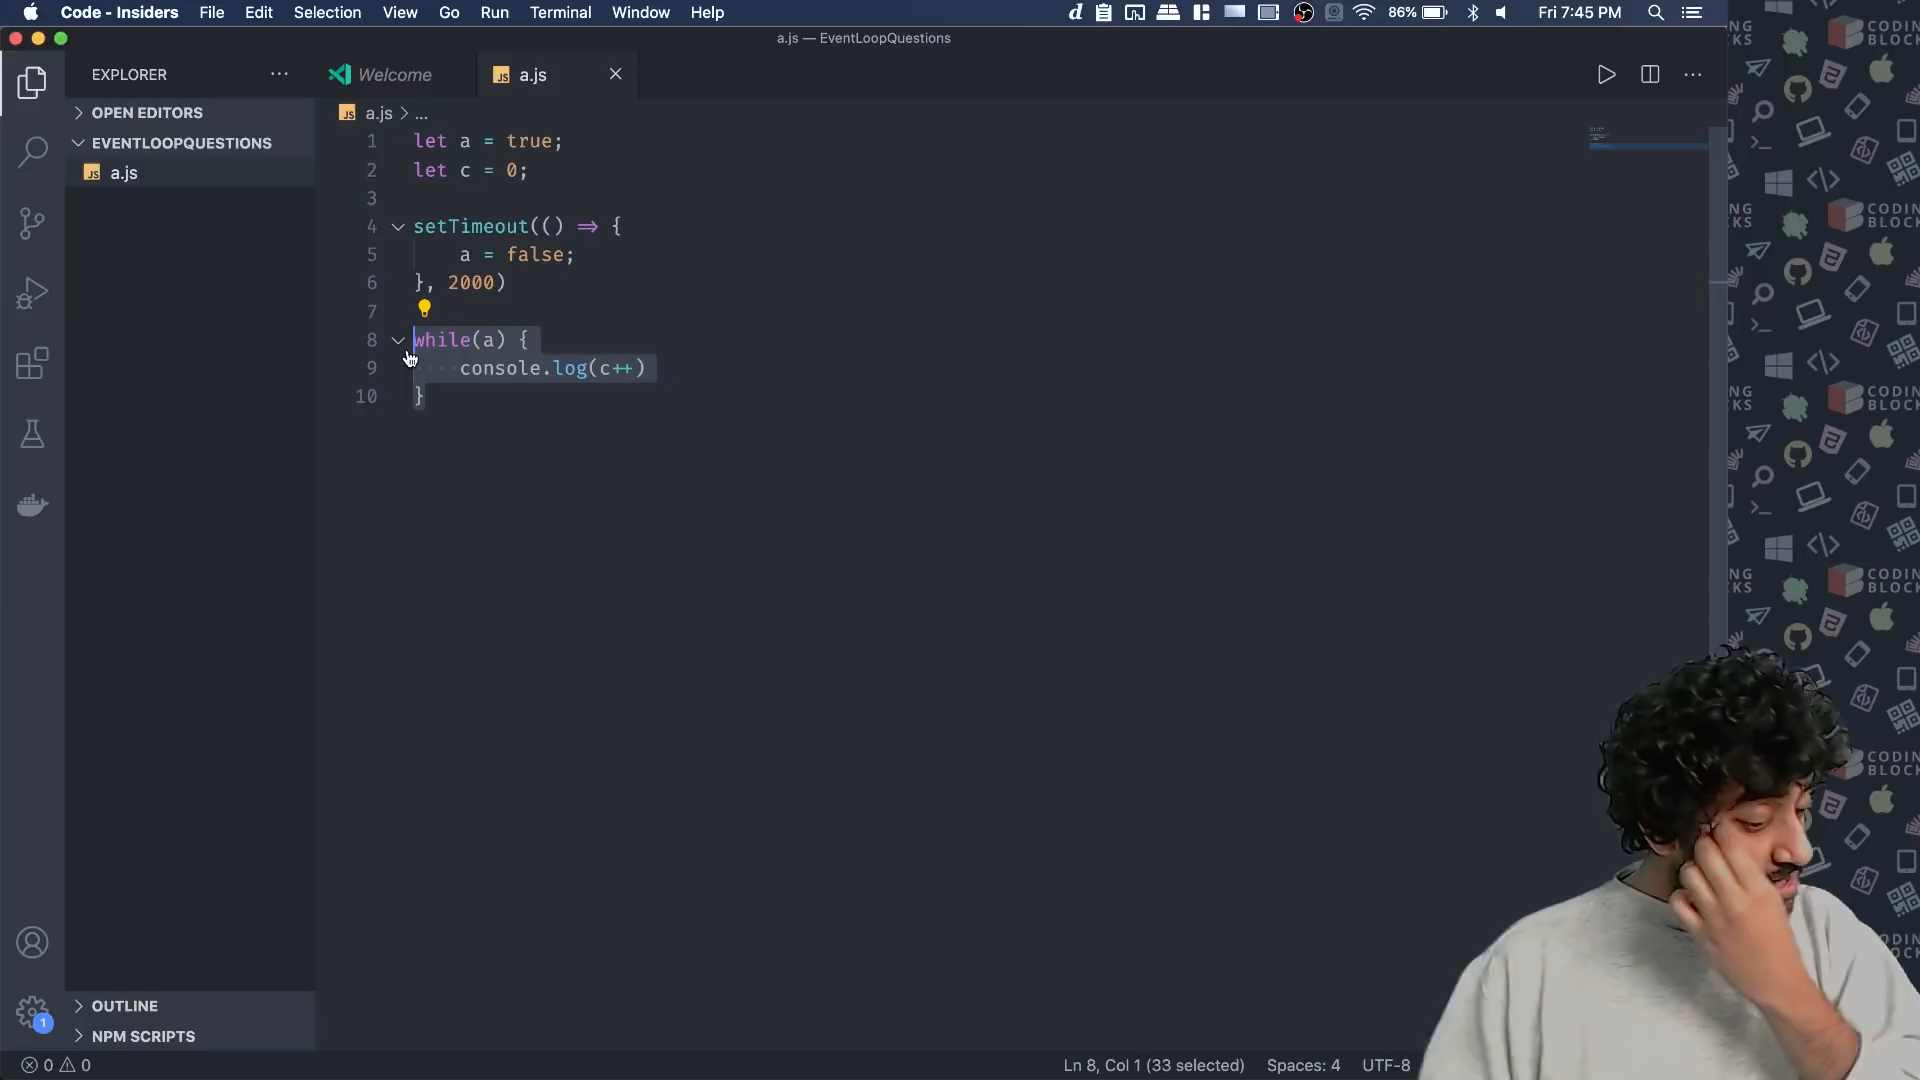 Code - Insiders File Edit Selection View Go Run Terminal Window Help 86% Fri 7:45 PM
a.js — EventLoopQuestions
EXPLORER
Welcome
a.js
OPEN EDITORS
EVENTLOOPQUESTIONS
a.js
a.js > ...
1 let a = true;
2 let c = 0;
3
4 setTimeout(() => {
5 a = false;
6 }, 2000)
7
8 while(a) {
9 console.log(c++)
10 }
OUTLINE
NPM SCRIPTS
1
0 0
Ln 8, Col 1 (33 selected) Spaces: 4 UTF-8
CODING
BLOCKS